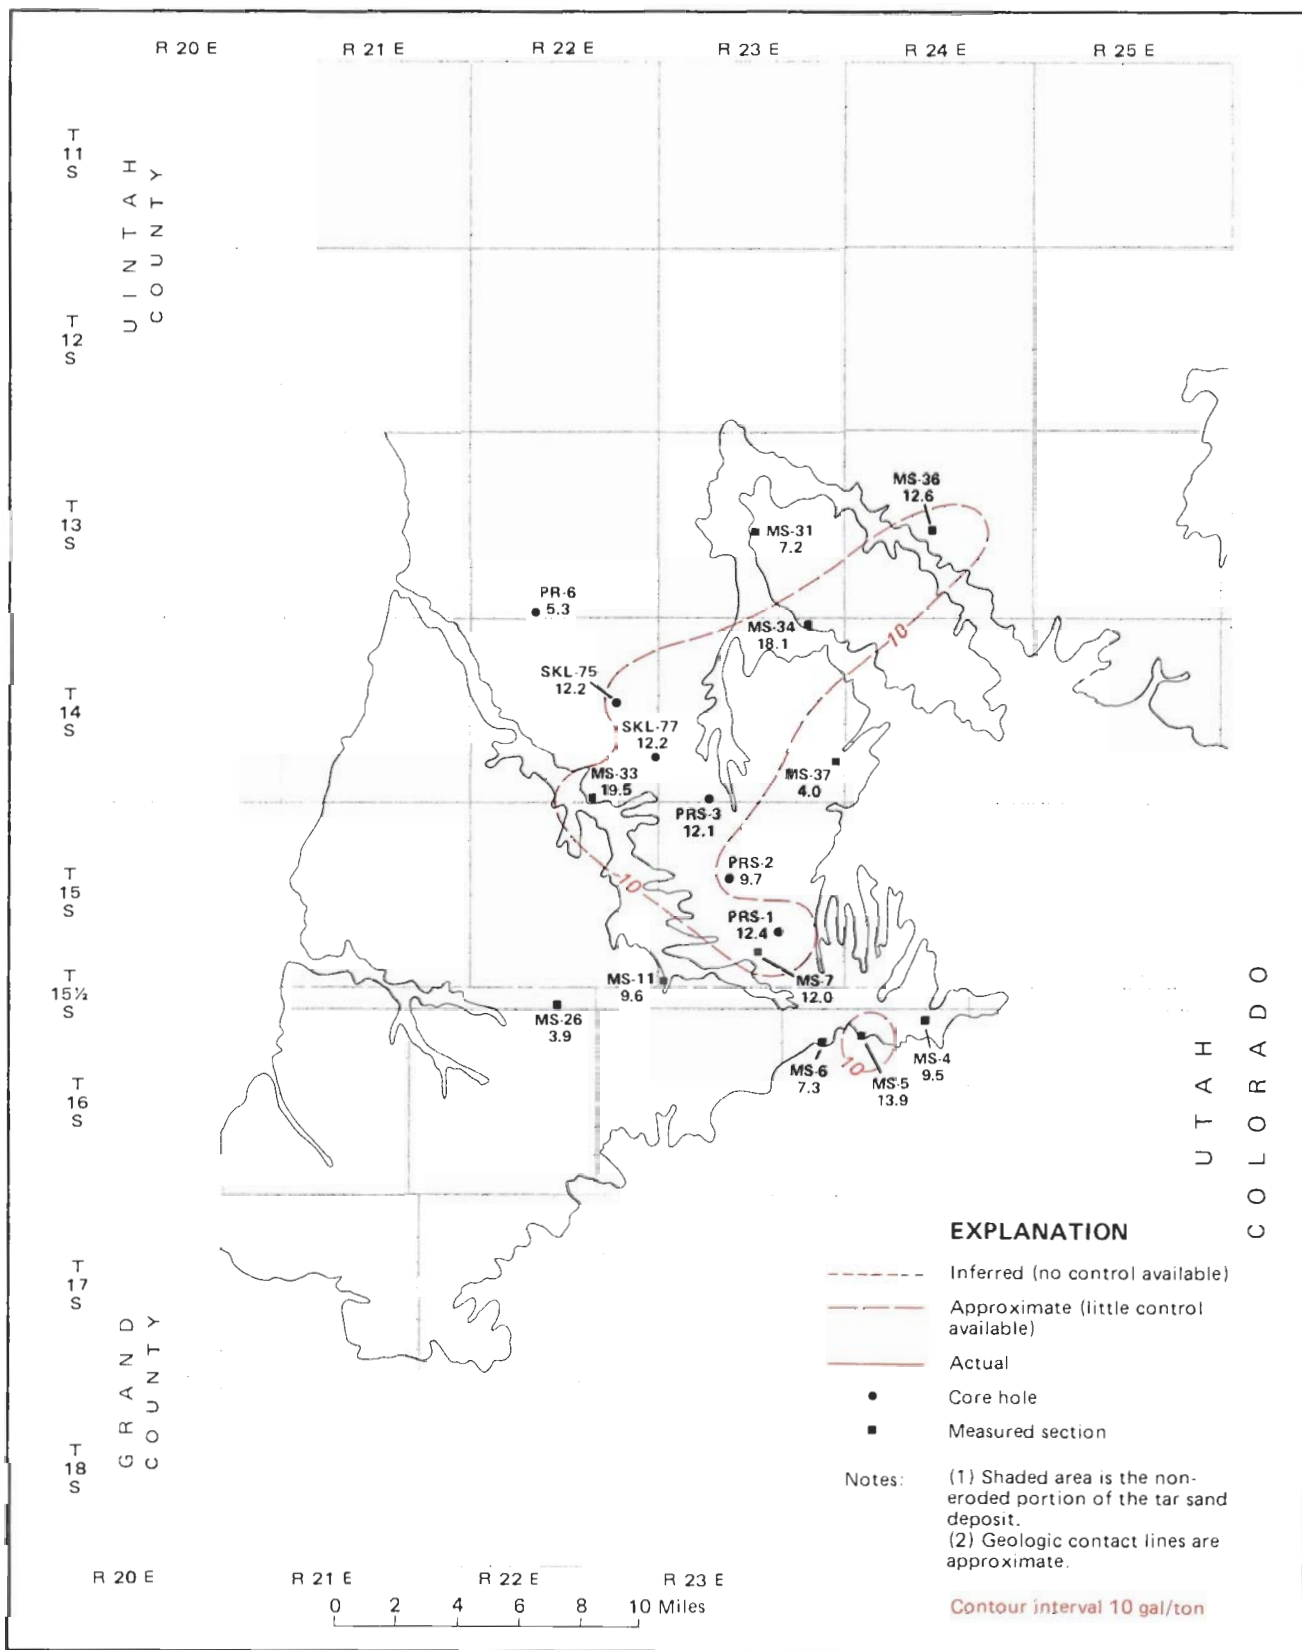 R 20 E R 21 E R 22 E R 23 E R 24 E R 25 E
T
11
S
UINTAH
COUNTY
T
12
S
T
13
S
MS-36
12.6
MS-31
7.2
PR-6
5.3
MS-34
18.1
10
T
14
S
SKL-75
12.2
SKL-77
12.2
MS-33
19.5
MS-37
4.0
PRS-3
12.1
T
15
S
PRS-2
9.7
10
PRS-1
12.4
T
15½
S
MS-11
9.6
MS-7
12.0
MS-26
3.9
MS-6
7.3
10
MS-5
13.9
MS-4
9.5
T
16
S
UTAH
COLORADO
T
17
S
GRAND
COUNTY
T
18
S
EXPLANATION
Inferred (no control available)
Approximate (little control
available)
Actual
Core hole
Measured section
Notes: (1) Shaded area is the non-
eroded portion of the tar sand
deposit.
(2) Geologic contact lines are
approximate.
Contour interval 10 gal/ton
R 20 E R 21 E R 22 E R 23 E
0 2 4 6 8 10 Miles